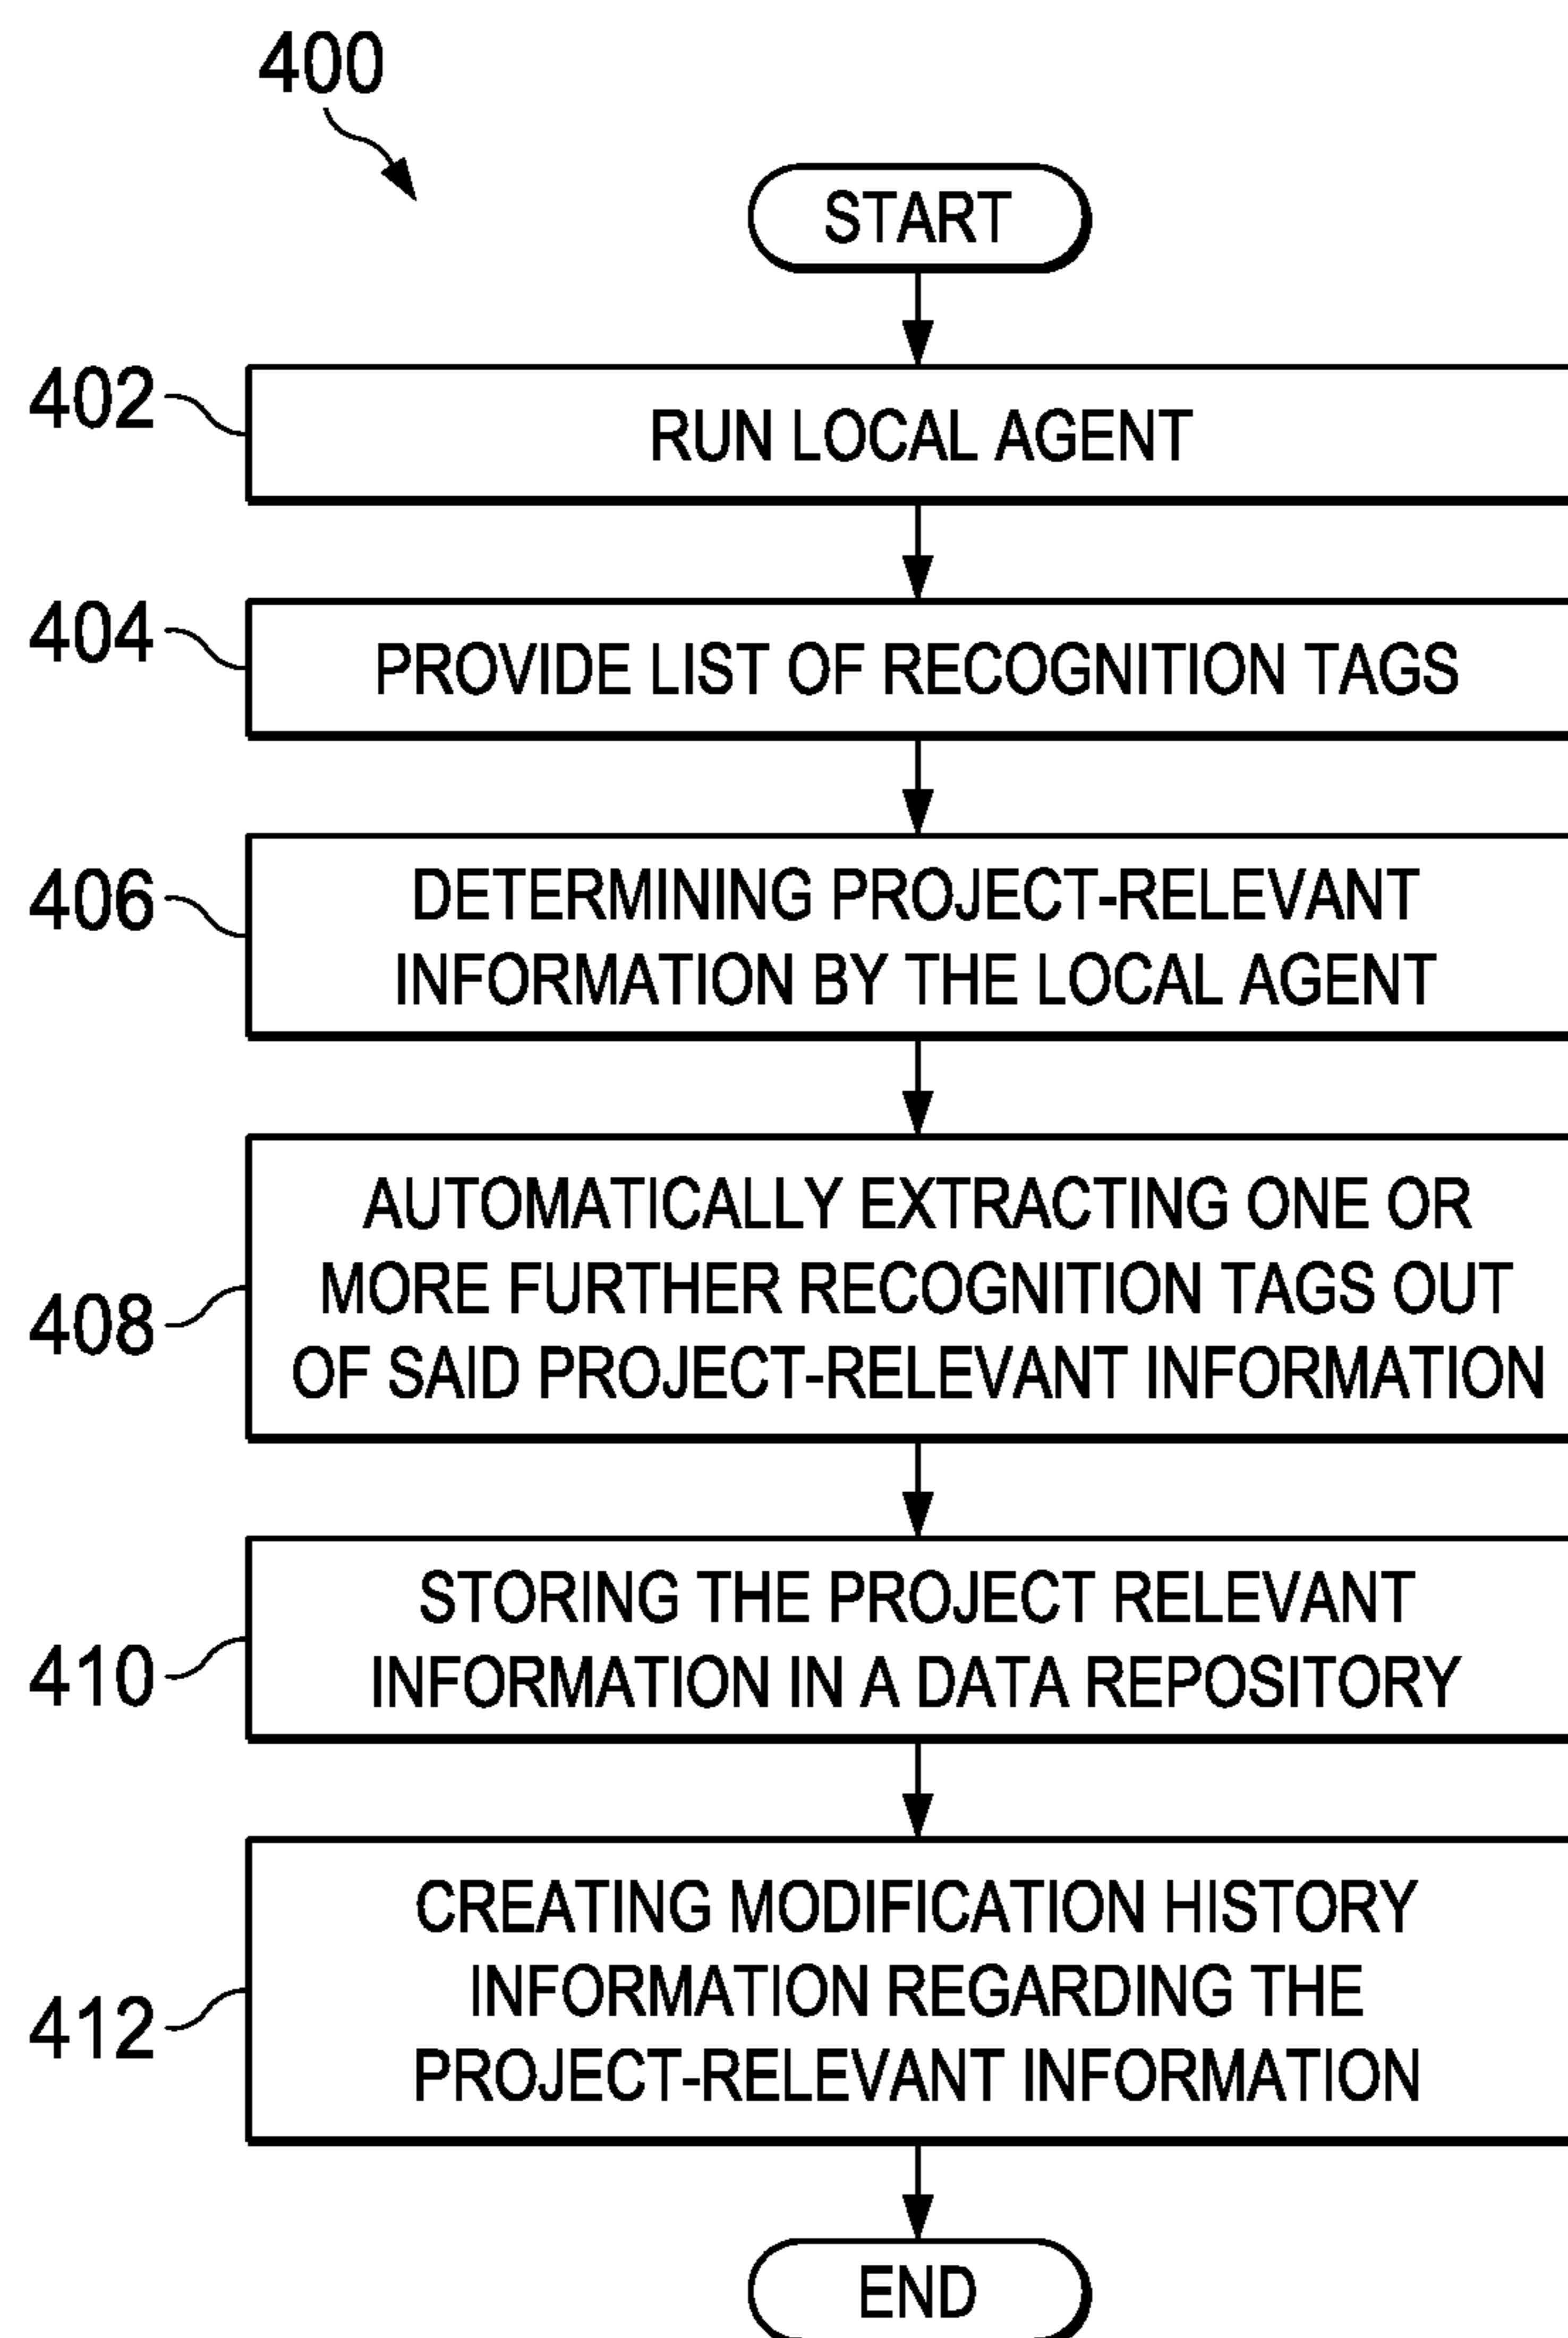 400
START
402
RUN LOCAL AGENT
404
PROVIDE LIST OF RECOGNITION TAGS
406
DETERMINING PROJECT-RELEVANT
INFORMATION BY THE LOCAL AGENT
408
AUTOMATICALLY EXTRACTING ONE OR
MORE FURTHER RECOGNITION TAGS OUT
OF SAID PROJECT-RELEVANT INFORMATION
410
STORING THE PROJECT RELEVANT
INFORMATION IN A DATA REPOSITORY
412
CREATING MODIFICATION HISTORY
INFORMATION REGARDING THE
PROJECT-RELEVANT INFORMATION
END